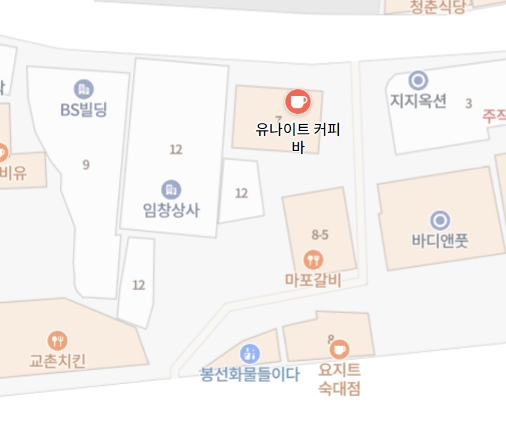 청춘식당
BS빌딩
9
12
임창상사
12
12
7
유나이트 커피
바
지지옥션
3
비유
8-5
마포갈비
바디앤풋
교촌치킨
봉선화물들이다
8
요지트
숙대점